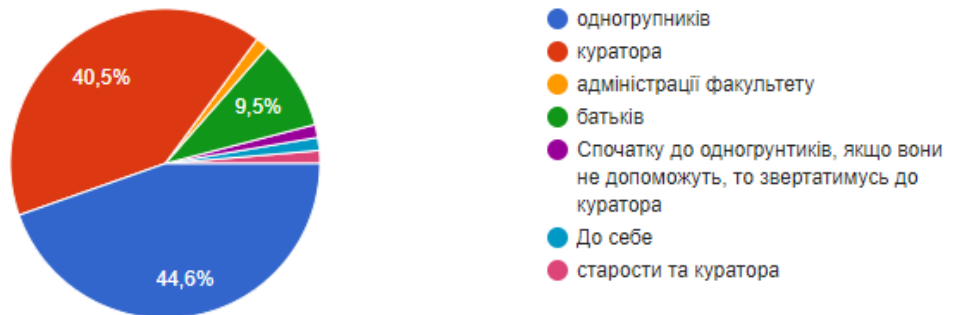 40,5%
9,5%
44,6%
одногрупників
куратора
адміністрації факультету
батьків
Спочатку до одногрунтиків, якщо вони
не допоможуть, то звертатимусь до
куратора
До себе
старости та куратора